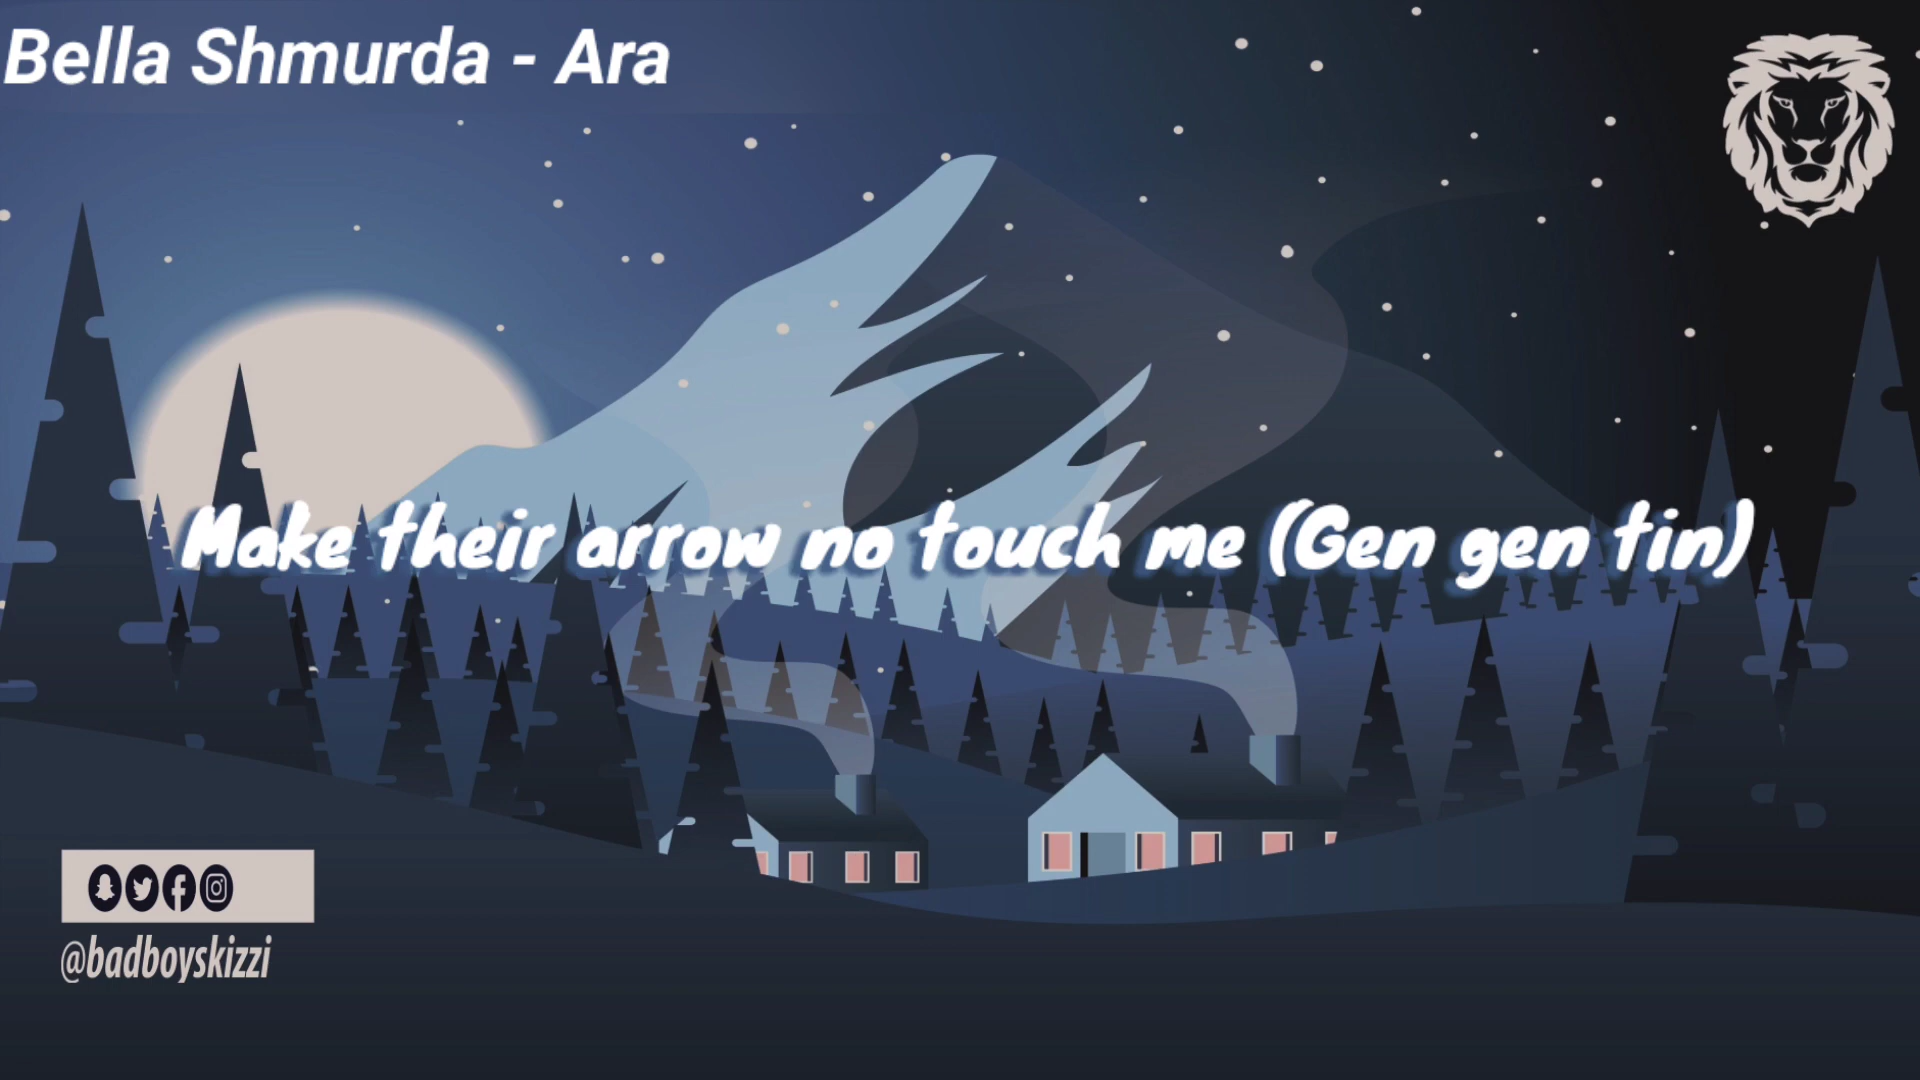 Bella Shmurda - Ara
Make their arrow no touch me (Gen gen tin)
@badboyskizzi